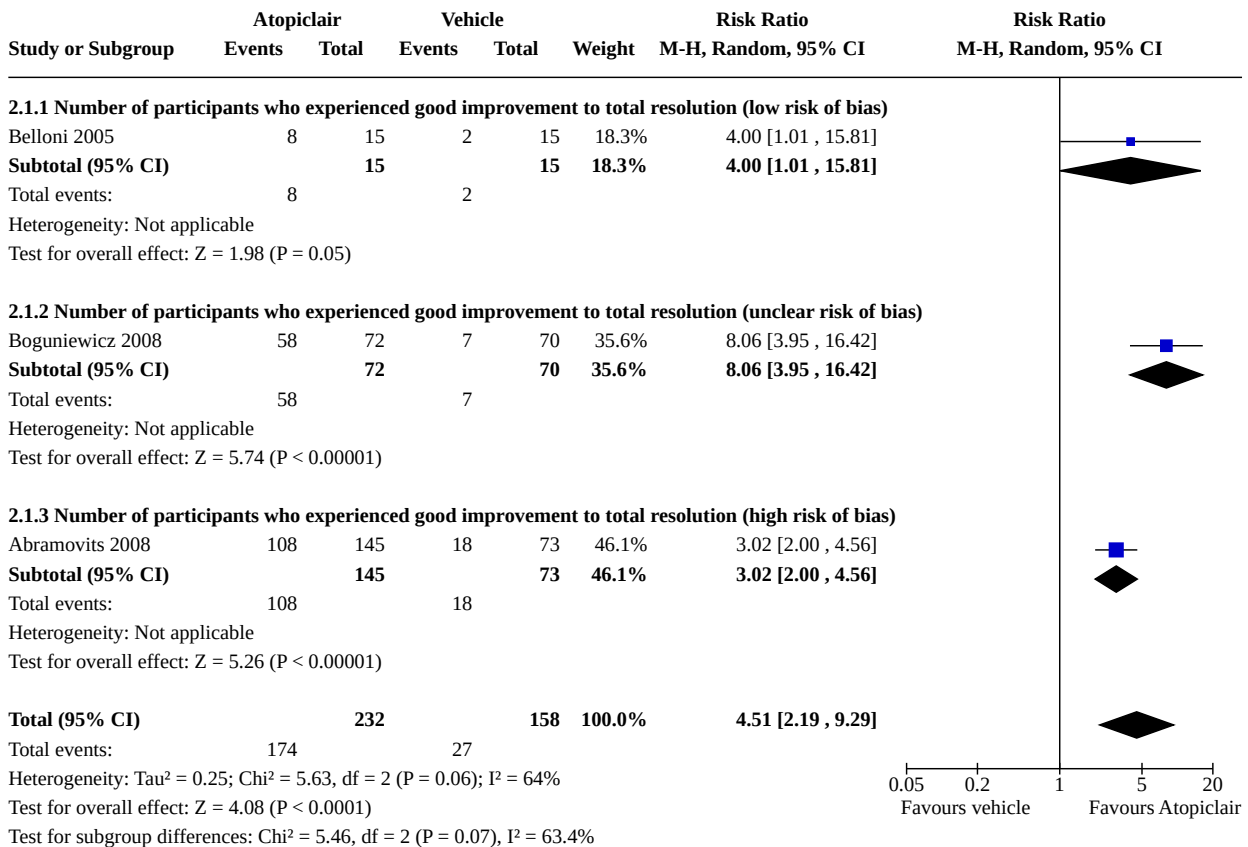 Atopiclair Vehicle Risk Ratio Risk Ratio
Study or Subgroup Events Total Events Total Weight M-H, Random, 95% CI M-H, Random, 95% CI
2.1.1 Number of participants who experienced good improvement to total resolution (low risk of bias)
Belloni 2005 8 15 2 15 18.3% 4.00 [1.01 , 15.81]
Subtotal (95% CI) 15 15 18.3% 4.00 [1.01 , 15.81]
Total events: 8 2
Heterogeneity: Not applicable
Test for overall effect: Z = 1.98 (P = 0.05)
2.1.2 Number of participants who experienced good improvement to total resolution (unclear risk of bias)
Boguniewicz 2008 58 72 7 70 35.6% 8.06 [3.95 , 16.42]
Subtotal (95% CI) 72 70 35.6% 8.06 [3.95 , 16.42]
Total events: 58 7
Heterogeneity: Not applicable
Test for overall effect: Z = 5.74 (P < 0.00001)
2.1.3 Number of participants who experienced good improvement to total resolution (high risk of bias)
Abramovits 2008 108 145 18 73 46.1% 3.02 [2.00 , 4.56]
Subtotal (95% CI) 145 73 46.1% 3.02 [2.00 , 4.56]
Total events: 108 18
Heterogeneity: Not applicable
Test for overall effect: Z = 5.26 (P < 0.00001)
Total (95% CI) 232 158 100.0% 4.51 [2.19 , 9.29]
Total events: 174 27
Heterogeneity: Tau² = 0.25; Chi² = 5.63, df = 2 (P = 0.06); I² = 64%
0.05 0.2 1 5 20
Test for overall effect: Z = 4.08 (P < 0.0001) Favours vehicle Favours Atopiclair
Test for subgroup differences: Chi² = 5.46, df = 2 (P = 0.07), I² = 63.4%